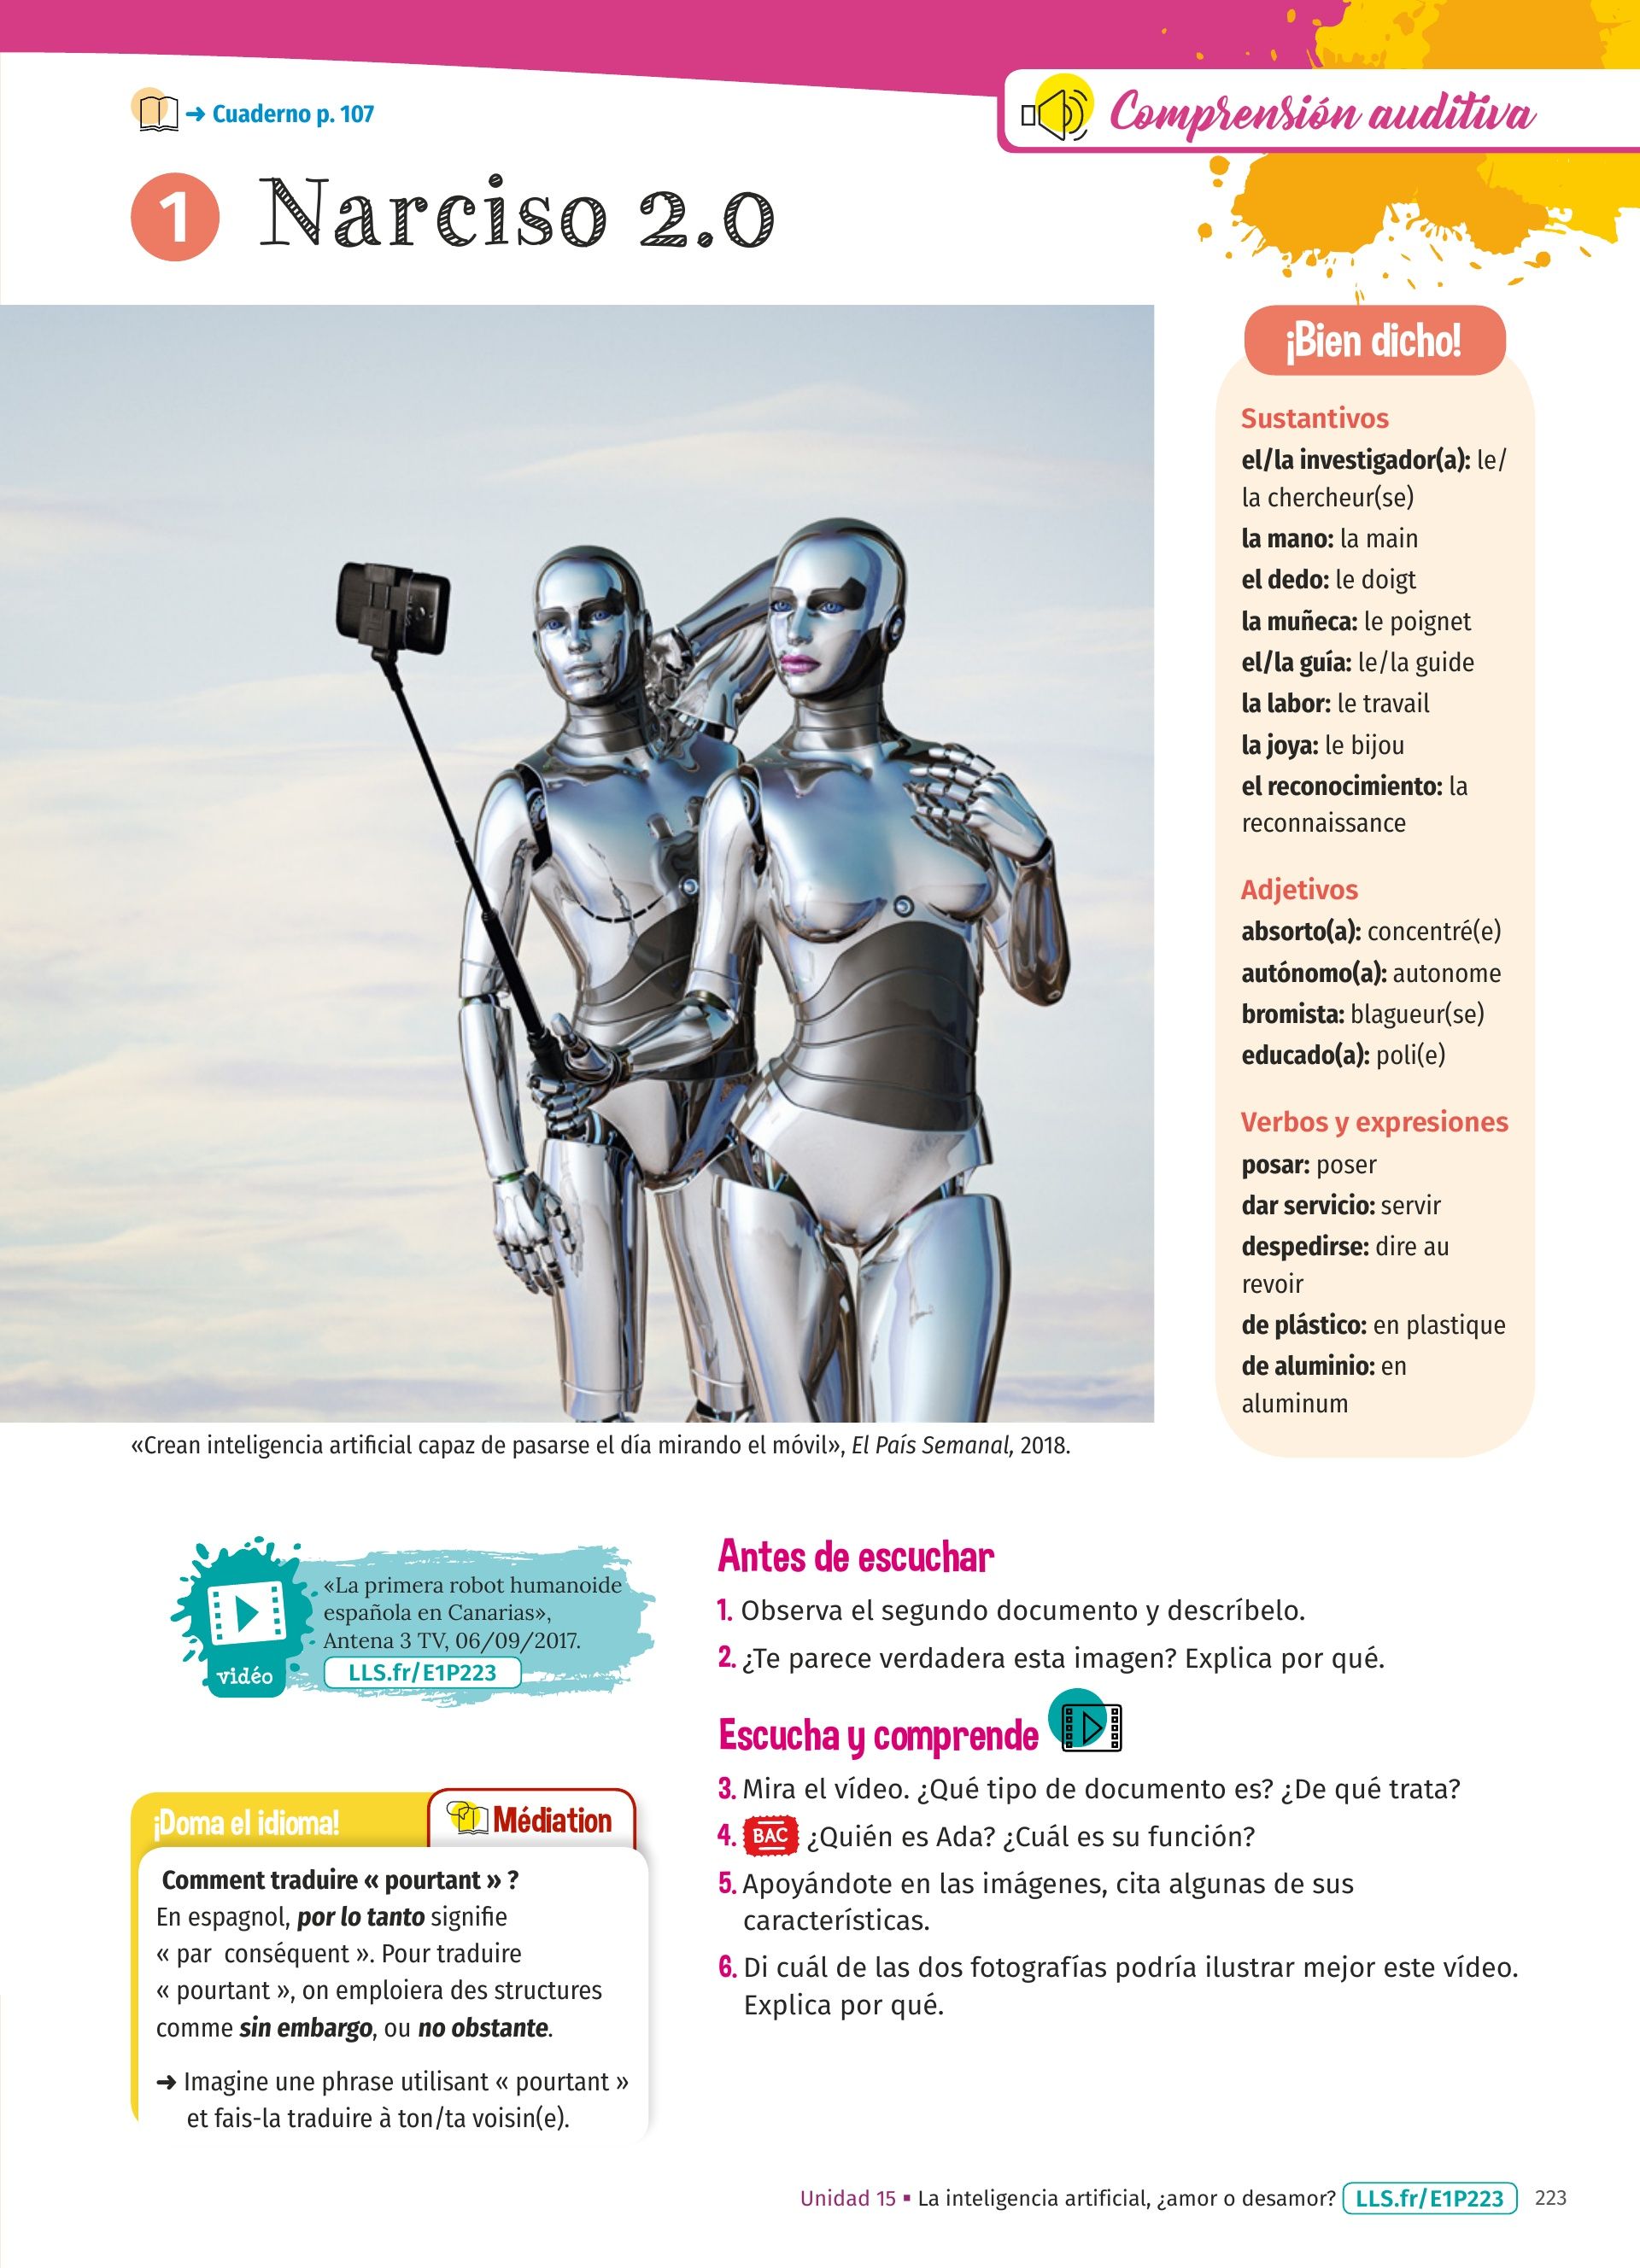 ➜ Cuaderno p. 107
Comprensión auditiva
1 Narciso 2.0
¡Bien dicho!
Sustantivos
el/la investigador(a): le/
la chercheur(se)
la mano: la main
el dedo: le doigt
la muñeca: le poignet
el/la guía: le/la guide
la labor: le travail
la joya: le bijou
el reconocimiento: la
reconnaissance
Adjetivos
absorto(a): concentré(e)
autónomo(a): autonome
bromista: blagueur(se)
educado(a): poli(e)
Verbos y expresiones
posar: poser
dar servicio: servir
despedirse: dire au
revoir
de plástico: en plastique
de aluminio: en
aluminum
«Crean inteligencia artificial capaz de pasarse el día mirando el móvil», El País Semanal, 2018.
vidéo
«La primera robot humanoide
española en Canarias»,
Antena 3 TV, 06/09/2017.
LLS.fr/E1P223
¡Doma el idioma!
Médiation
Comment traduire « pourtant » ?
En espagnol, por lo tanto signifie
« par conséquent ». Pour traduire
« pourtant », on emploiera des structures
comme sin embargo, ou no obstante.
➜ Imagine une phrase utilisant « pourtant »
et fais-la traduire à ton/ta voisin(e).
Antes de escuchar
1. Observa el segundo documento y descríbelo.
2. ¿Te parece verdadera esta imagen? Explica por qué.
Escucha y comprende
3. Mira el vídeo. ¿Qué tipo de documento es? ¿De qué trata?
4. BAC ¿Quién es Ada? ¿Cuál es su función?
5. Apoyándote en las imágenes, cita algunas de sus
características.
6. Di cuál de las dos fotografías podría ilustrar mejor este vídeo.
Explica por qué.
Unidad 15 ▪ La inteligencia artificial, ¿amor o desamor? LLS.fr/E1P223 223